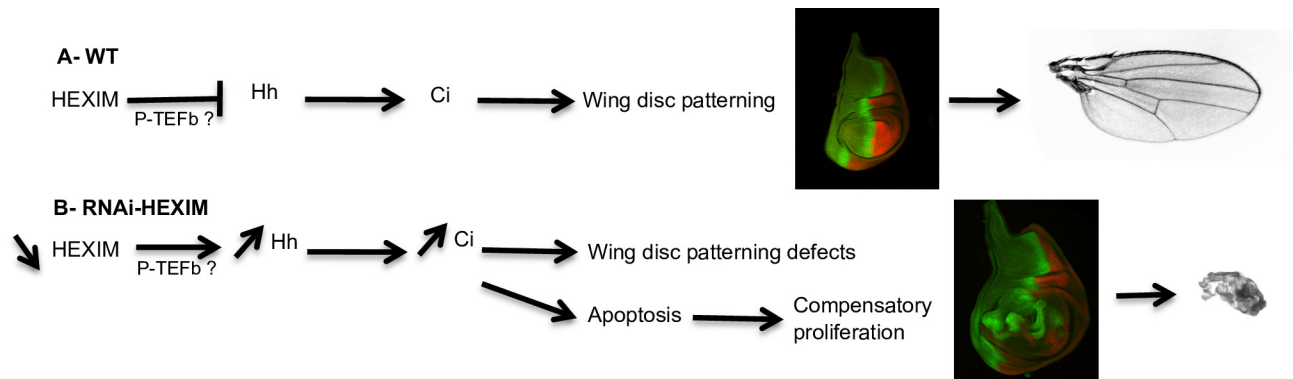 A- WT
HEXIM Hh Ci Wing disc patterning
P-TEFb ?
B- RNAi-HEXIM
HEXIM Hh Ci Wing disc patterning defects
P-TEFb ?
Apoptosis Compensatory
proliferation